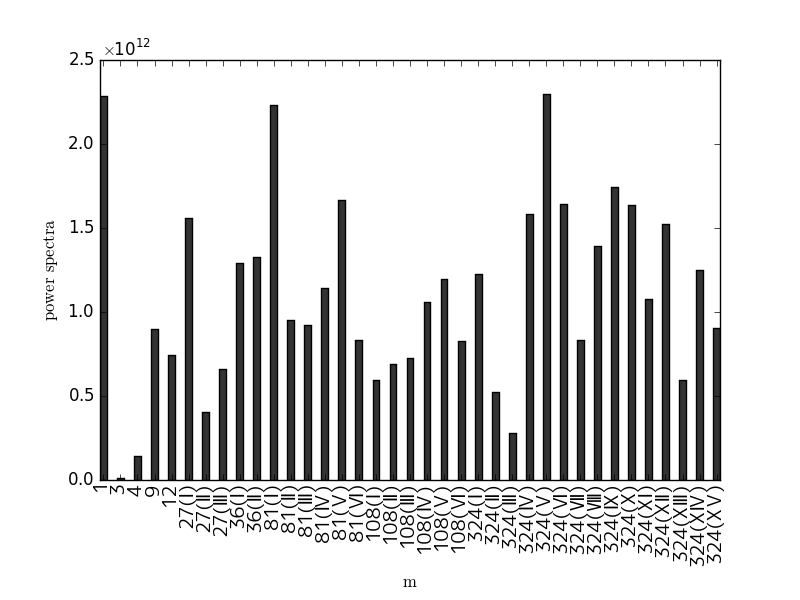 ×10¹²
2.5
2.0
1.5
1.0
0.5
0.0
power spectra
1
3
4
9
12
27(I)
27(II)
27(III)
36(I)
36(II)
81(I)
81(II)
81(III)
81(IV)
81(V)
81(VI)
108(I)
108(II)
108(III)
108(IV)
108(V)
108(VI)
324(I)
324(II)
324(III)
324(IV)
324(V)
324(VI)
324(VII)
324(VIII)
324(IX)
324(X)
324(XI)
324(XII)
324(XIII)
324(XIV)
324(XV)
m